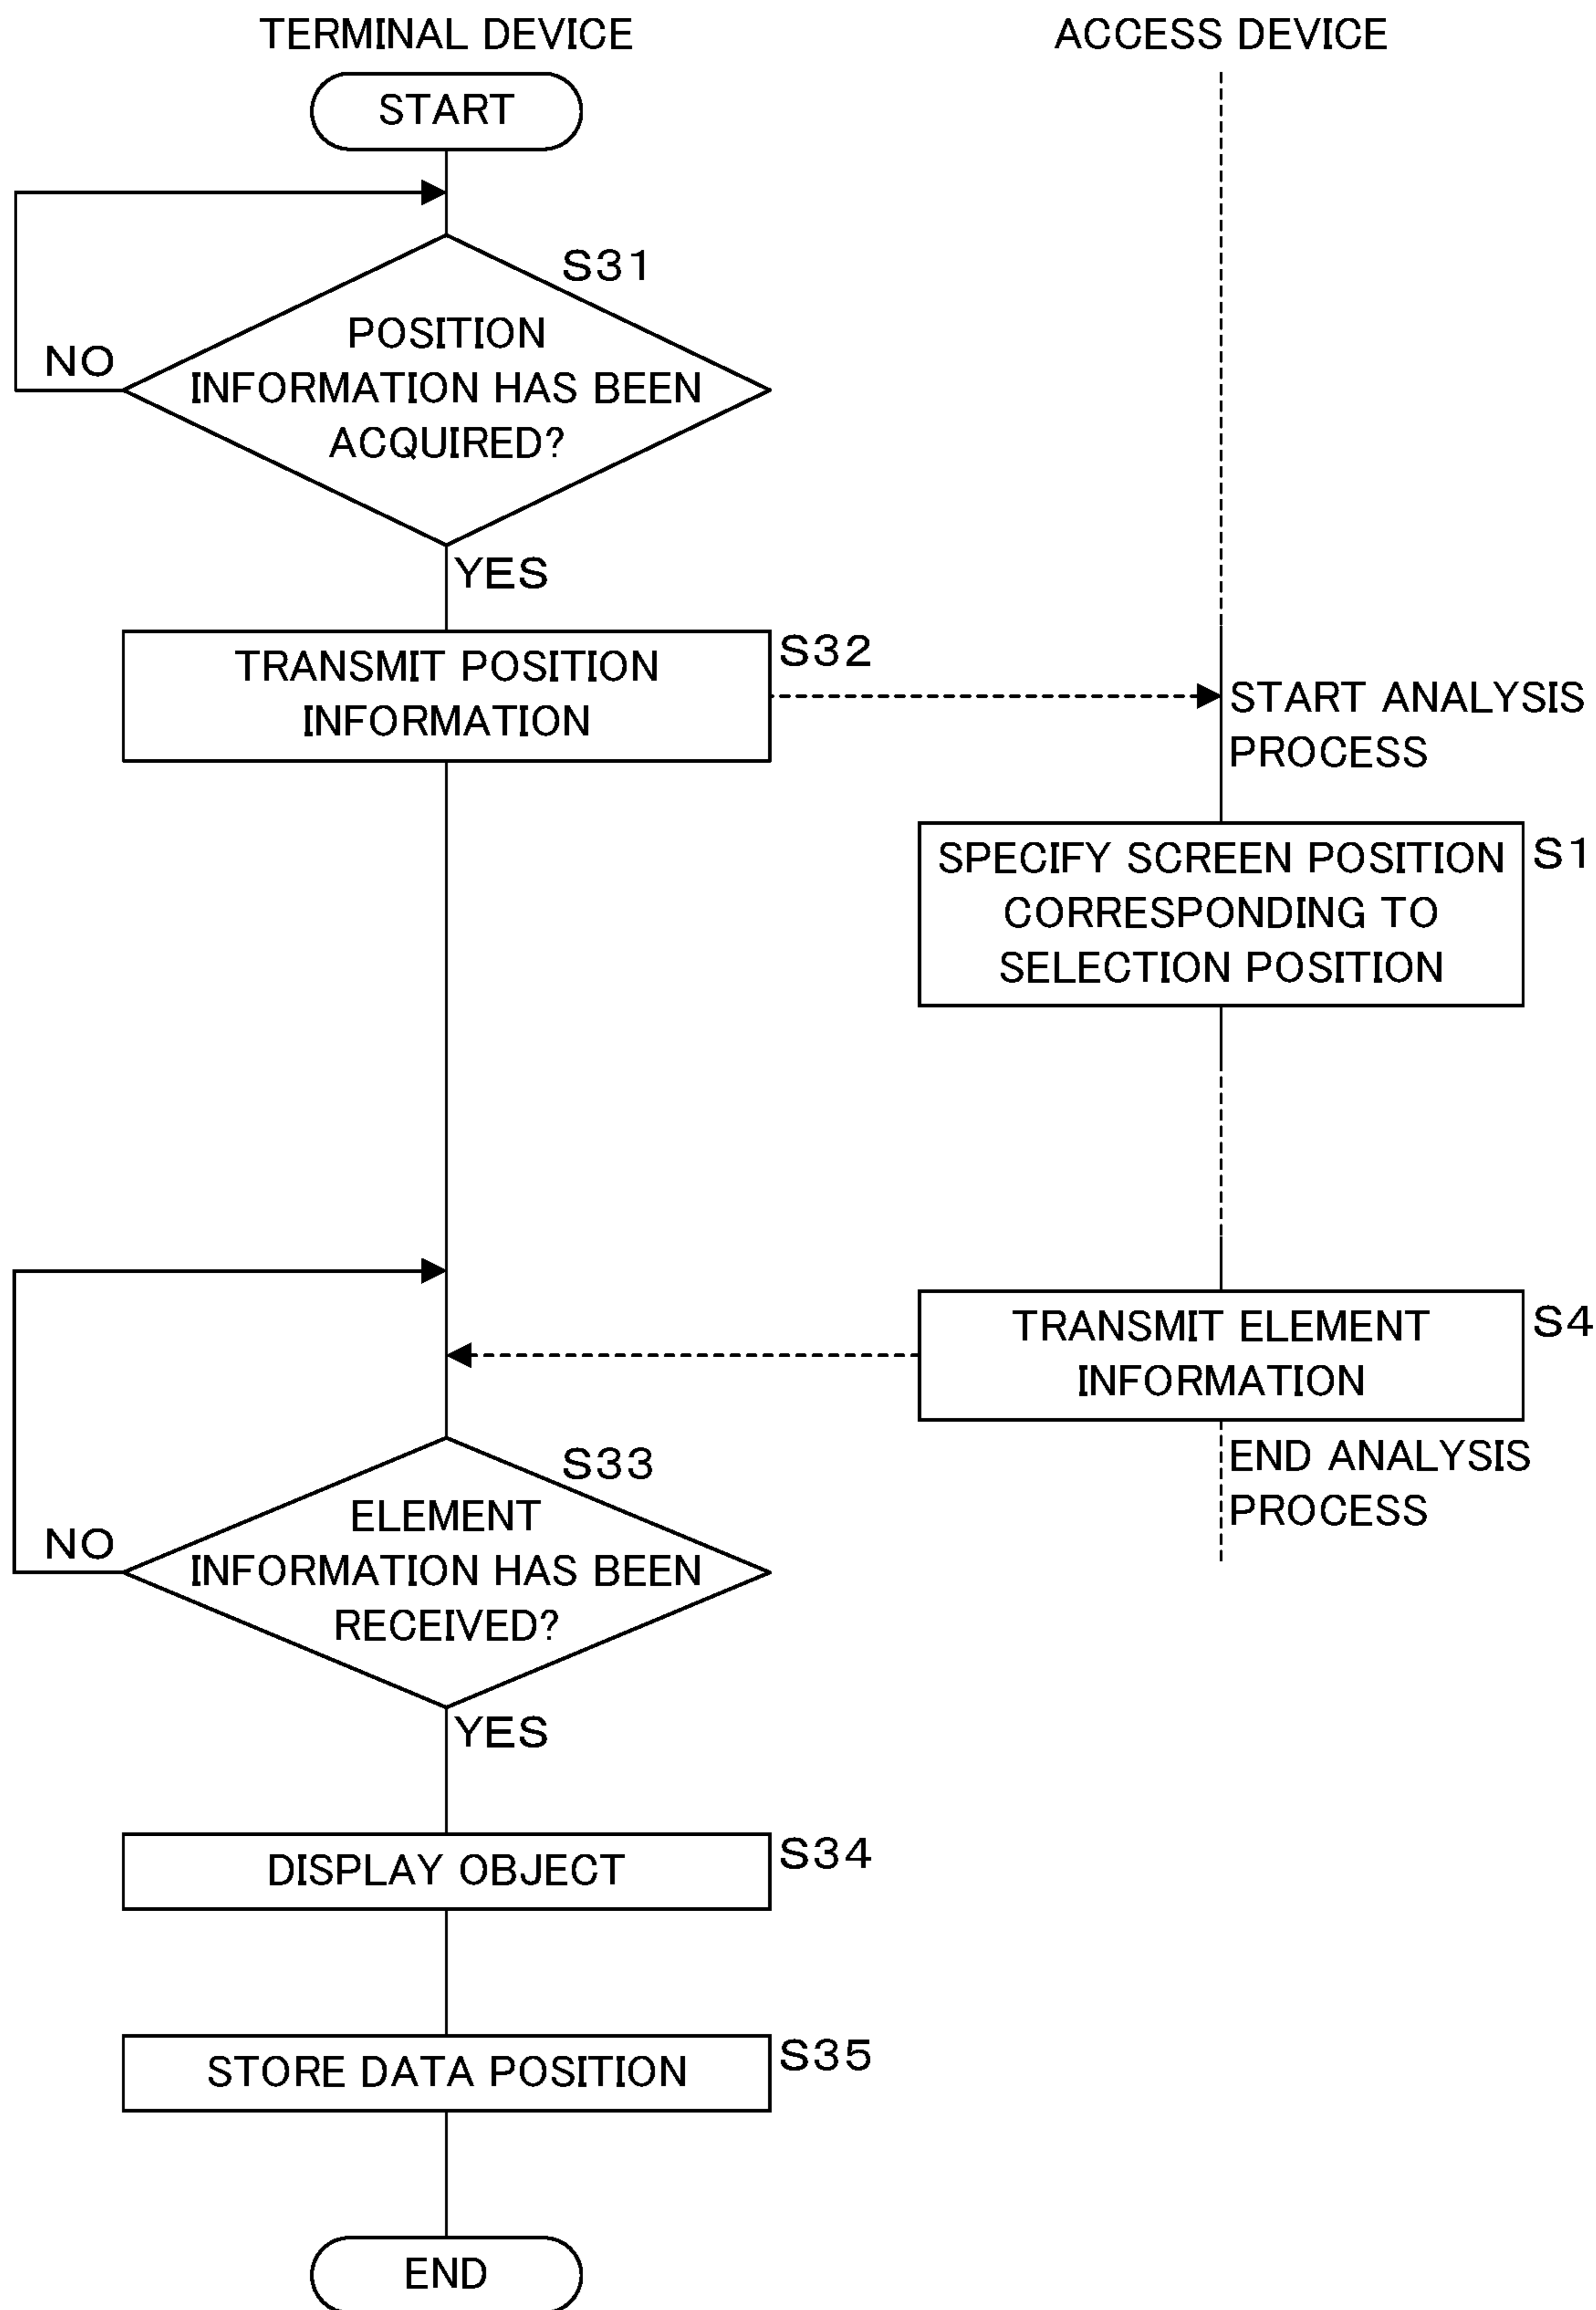 TERMINAL DEVICE
ACCESS DEVICE
START
S31
POSITION
INFORMATION HAS BEEN
ACQUIRED?
NO
YES
S32
TRANSMIT POSITION
INFORMATION
START ANALYSIS
PROCESS
S1
SPECIFY SCREEN POSITION
CORRESPONDING TO
SELECTION POSITION
S4
TRANSMIT ELEMENT
INFORMATION
END ANALYSIS
PROCESS
S33
ELEMENT
INFORMATION HAS BEEN
RECEIVED?
NO
YES
S34
DISPLAY OBJECT
S35
STORE DATA POSITION
END